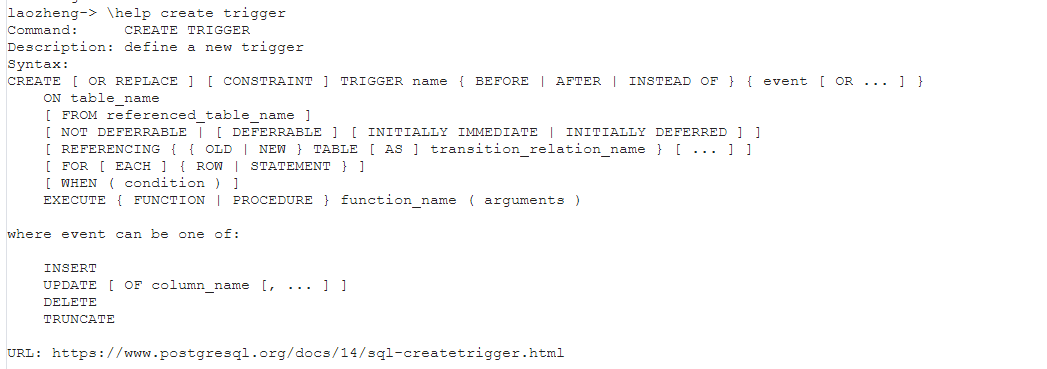 laozheng-> \help create trigger
Command:     CREATE TRIGGER
Description: define a new trigger
Syntax:
CREATE [ OR REPLACE ] [ CONSTRAINT ] TRIGGER name { BEFORE | AFTER | INSTEAD OF } { event [ OR ... ] }
    ON table_name
    [ FROM referenced_table_name ]
    [ NOT DEFERRABLE | [ DEFERRABLE ] [ INITIALLY IMMEDIATE | INITIALLY DEFERRED ] ]
    [ REFERENCING { { OLD | NEW } TABLE [ AS ] transition_relation_name } [ ... ] ]
    [ FOR [ EACH ] { ROW | STATEMENT } ]
    [ WHEN ( condition ) ]
    EXECUTE { FUNCTION | PROCEDURE } function_name ( arguments )

where event can be one of:

    INSERT
    UPDATE [ OF column_name [, ... ] ]
    DELETE
    TRUNCATE

URL: https://www.postgresql.org/docs/14/sql-createtrigger.html